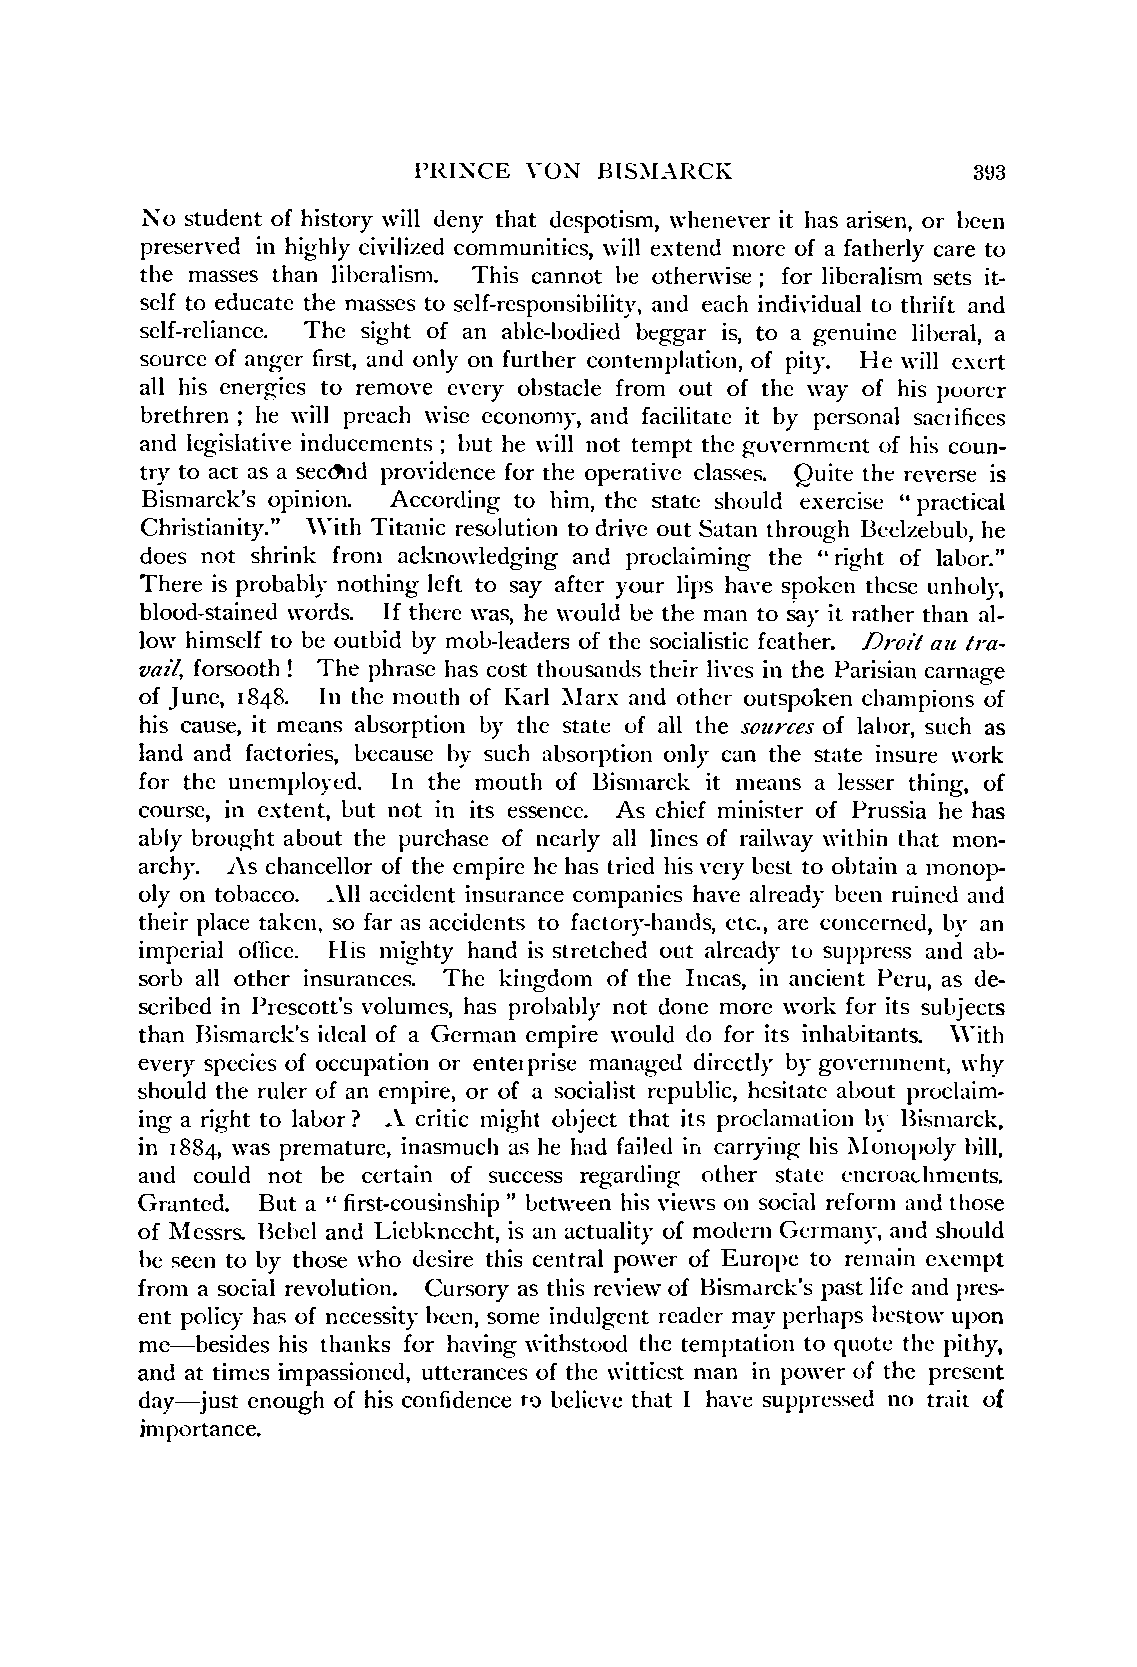 PRINCE VON BISMARCK 393
No student of history will deny that despotism, whenever it has arisen, or been
preserved in highly civilized communities, will extend more of a fatherly care to
the masses than liberalism. This cannot be otherwise; for liberalism sets it-
self to educate the masses to self-responsibility, and each individual to thrift and
self-reliance. The sight of an able-bodied beggar is, to a genuine liberal, a
source of anger first, and only on further contemplation, of pity. He will exert
all his energies to remove every obstacle from out of the way of his poorer
brethren; he will preach wise economy, and facilitate it by personal sacrifices
and legislative inducements; but he will not tempt the government of his coun-
try to act as a second providence for the operative classes. Quite the reverse is
Bismarck's opinion. According to him, the state should exercise "practical
Christianity." With Titanic resolution to drive out Satan through Beelzebub, he
does not shrink from acknowledging and proclaiming the "right of labor."
There is probably nothing left to say after your lips have spoken these unholy,
blood-stained words. If there was, he would be the man to say it rather than al-
low himself to be outbid by mob-leaders of the socialistic feather. Droit au tra-
vail, forsooth! The phrase has cost thousands their lives in the Parisian carnage
of June, 1848. In the mouth of Karl Marx and other outspoken champions of
his cause, it means absorption by the state of all the sources of labor, such as
land and factories, because by such absorption only can the state insure work
for the unemployed. In the mouth of Bismarck it means a lesser thing, of
course, in extent, but not in its essence. As chief minister of Prussia he has
ably brought about the purchase of nearly all lines of railway within that mon-
archy. As chancellor of the empire he has tried his very best to obtain a monop-
oly on tobacco. All accident insurance companies have already been ruined and
their place taken, so far as accidents to factory-hands, etc., are concerned, by an
imperial office. His mighty hand is stretched out already to suppress and ab-
sorb all other insurances. The kingdom of the Incas, in ancient Peru, as de-
scribed in Prescott's volumes, has probably not done more work for its subjects
than Bismarck's ideal of a German empire would do for its inhabitants. With
every species of occupation or enterprise managed directly by government, why
should the ruler of an empire, or of a socialist republic, hesitate about proclaim-
ing a right to labor? A critic might object that its proclamation by Bismarck,
in 1884, was premature, inasmuch as he had failed in carrying his Monopoly bill,
and could not be certain of success regarding other state encroachments.
Granted. But a "first-cousinship" between his views on social reform and those
of Messrs. Bebel and Liebknecht, is an actuality of modern Germany, and should
be seen to by those who desire this central power of Europe to remain exempt
from a social revolution. Cursory as this review of Bismarck's past life and pres-
ent policy has of necessity been, some indulgent reader may perhaps bestow upon
me—besides his thanks for having withstood the temptation to quote the pithy,
and at times impassioned, utterances of the wittiest man in power of the present
day—just enough of his confidence to believe that I have suppressed no trait of
importance.